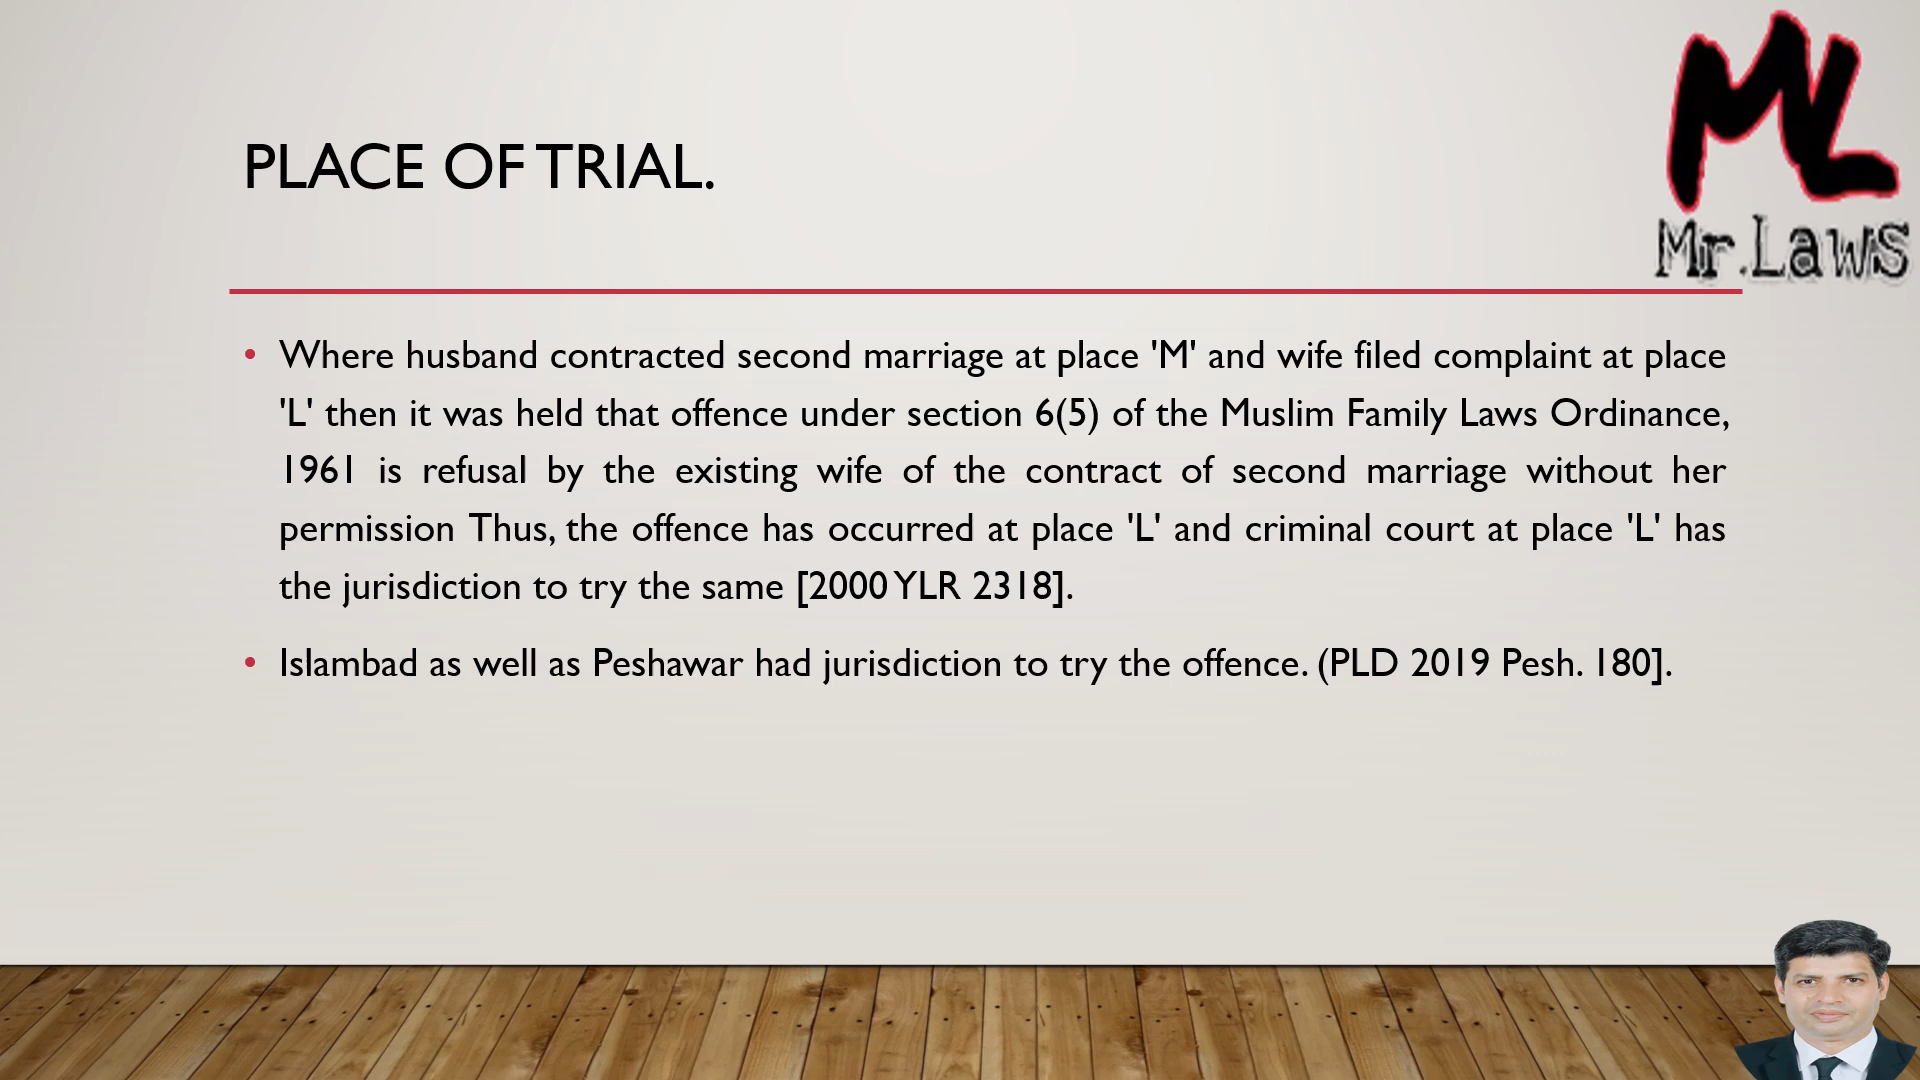 PLACE OF TRIAL.
ML
Mr.Laws
• Where husband contracted second marriage at place 'M' and wife filed complaint at place
'L' then it was held that offence under section 6(5) of the Muslim Family Laws Ordinance,
1961 is refusal by the existing wife of the contract of second marriage without her
permission Thus, the offence has occurred at place 'L' and criminal court at place 'L' has
the jurisdiction to try the same [2000 YLR 2318].
• Islambad as well as Peshawar had jurisdiction to try the offence. (PLD 2019 Pesh. 180].